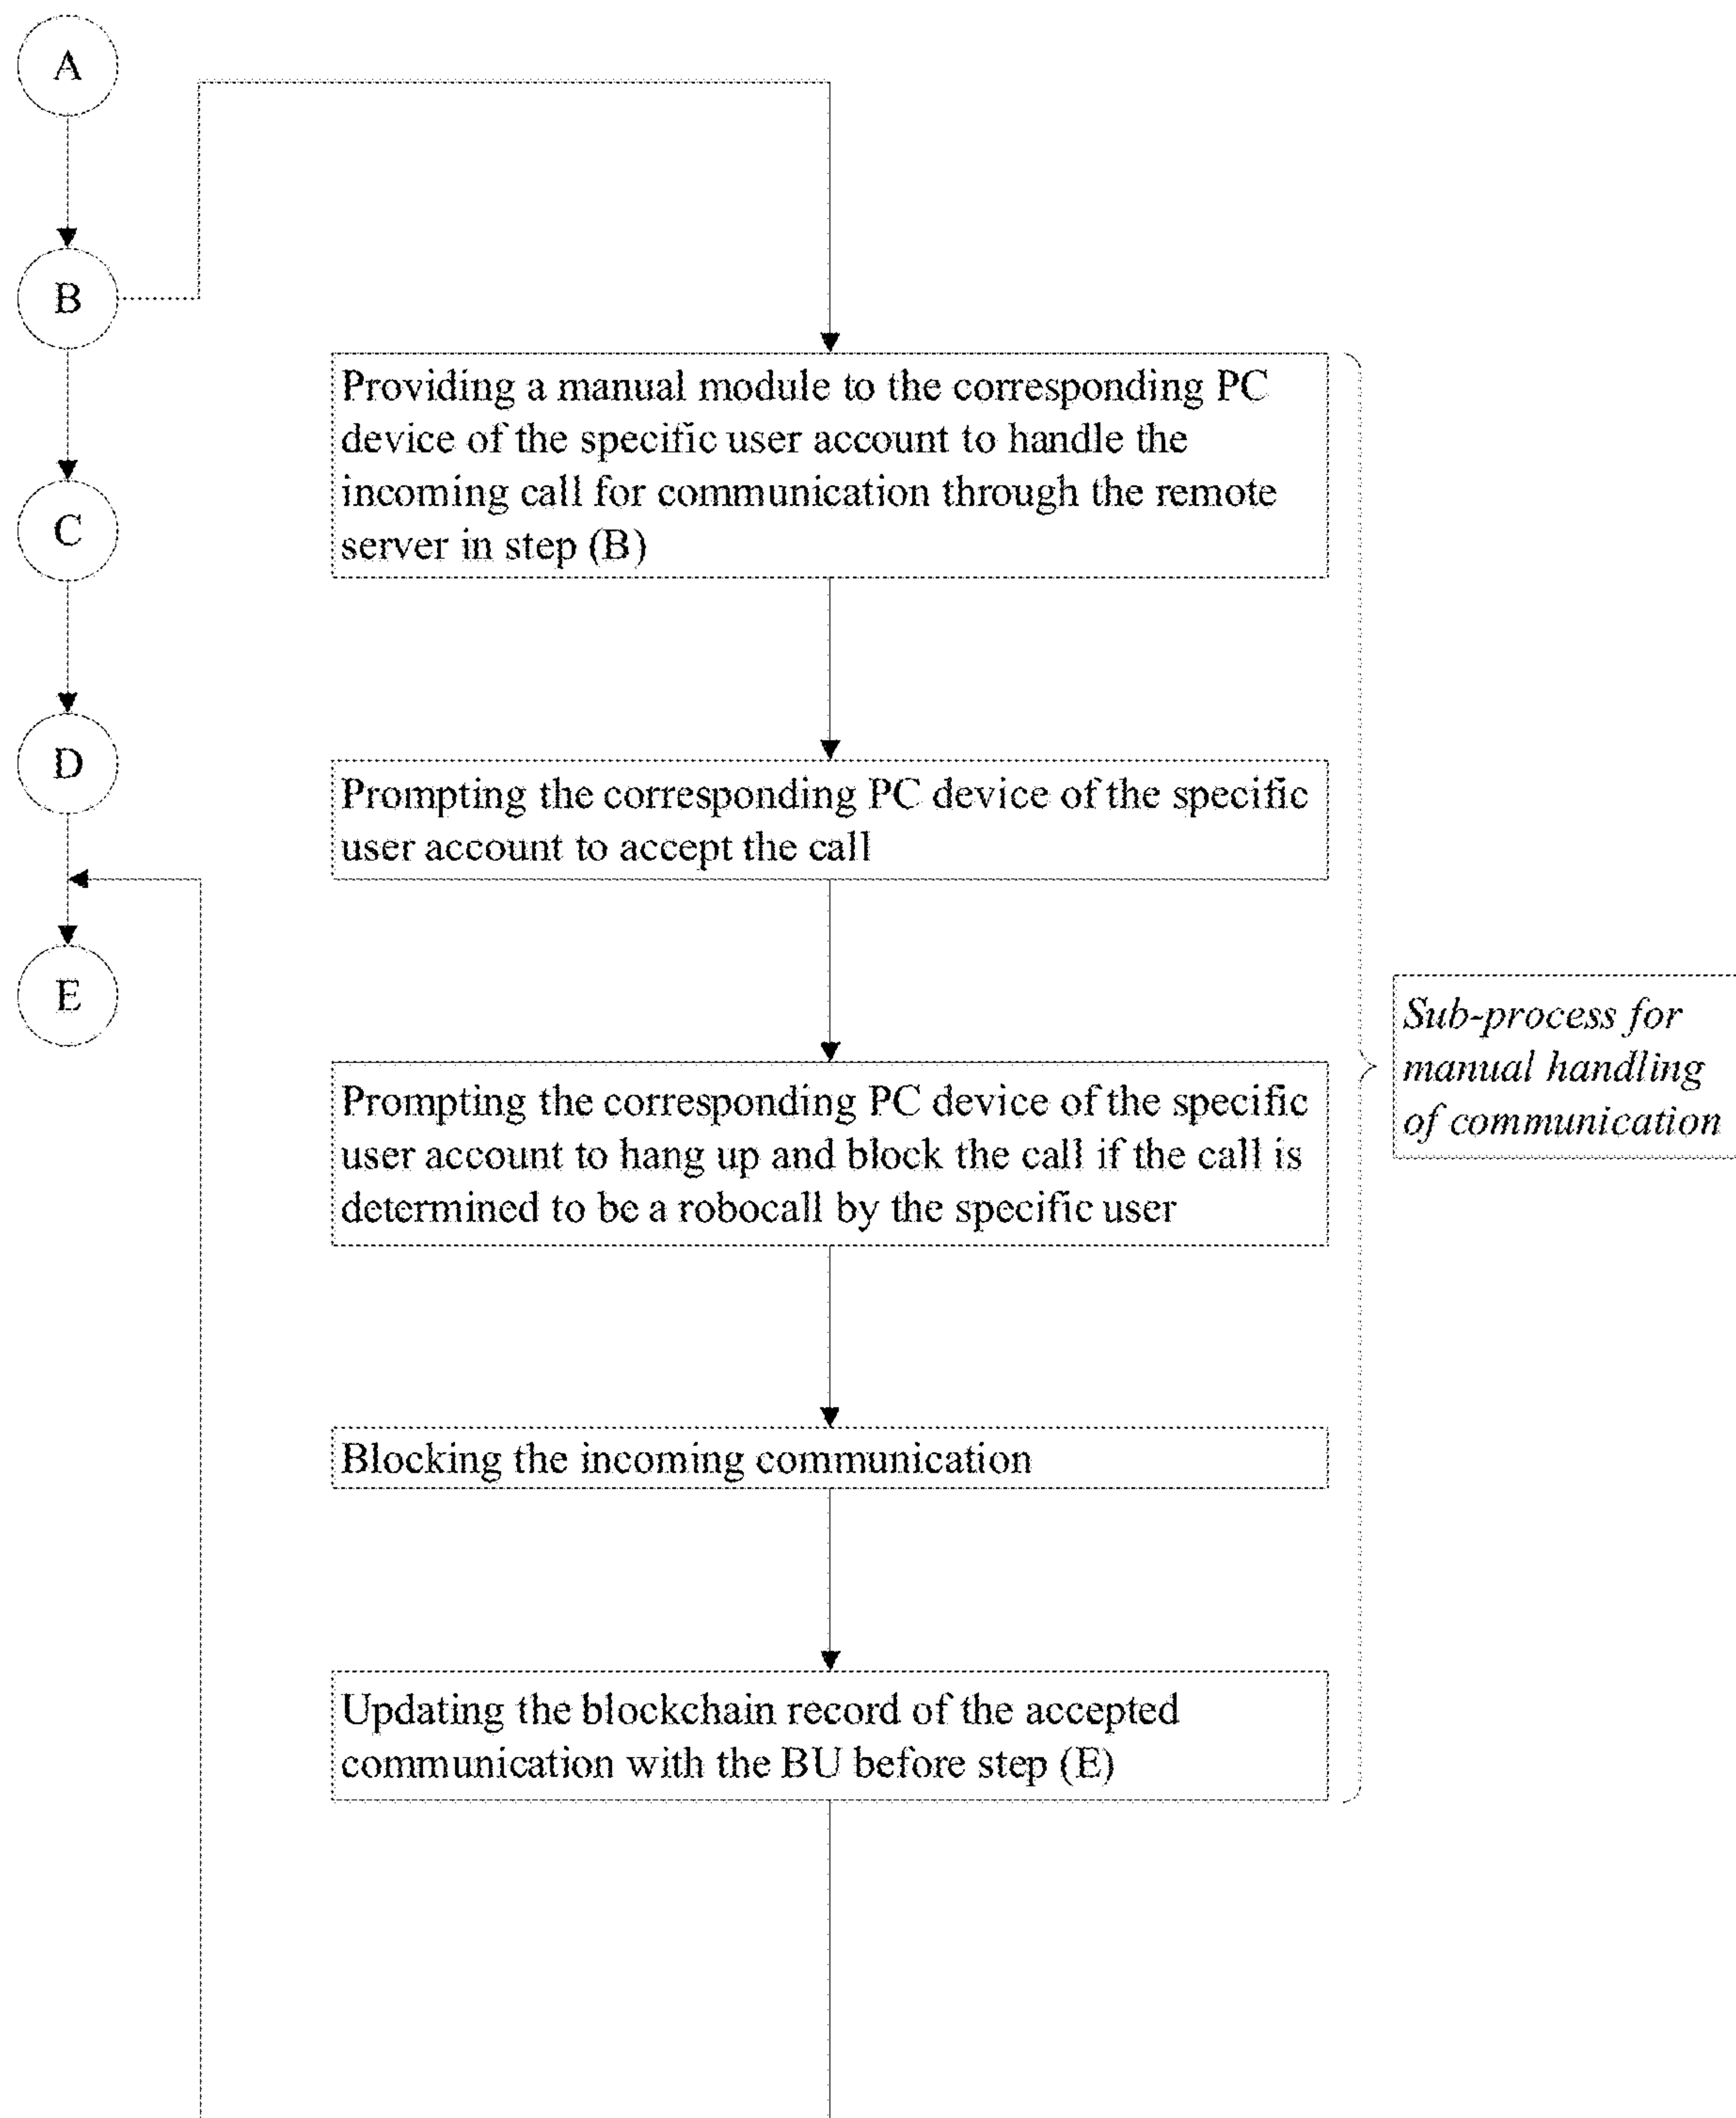 A
B
C
D
E
Providing a manual module to the corresponding PC
device of the specific user account to handle the
incoming call for communication through the remote
server in step (B)
Prompting the corresponding PC device of the specific
user account to accept the call
Prompting the corresponding PC device of the specific
user account to hang up and block the call if the call is
determined to be a robocall by the specific user
Blocking the incoming communication
Updating the blockchain record of the accepted
communication with the BU before step (E)
Sub-process for
manual handling
of communication